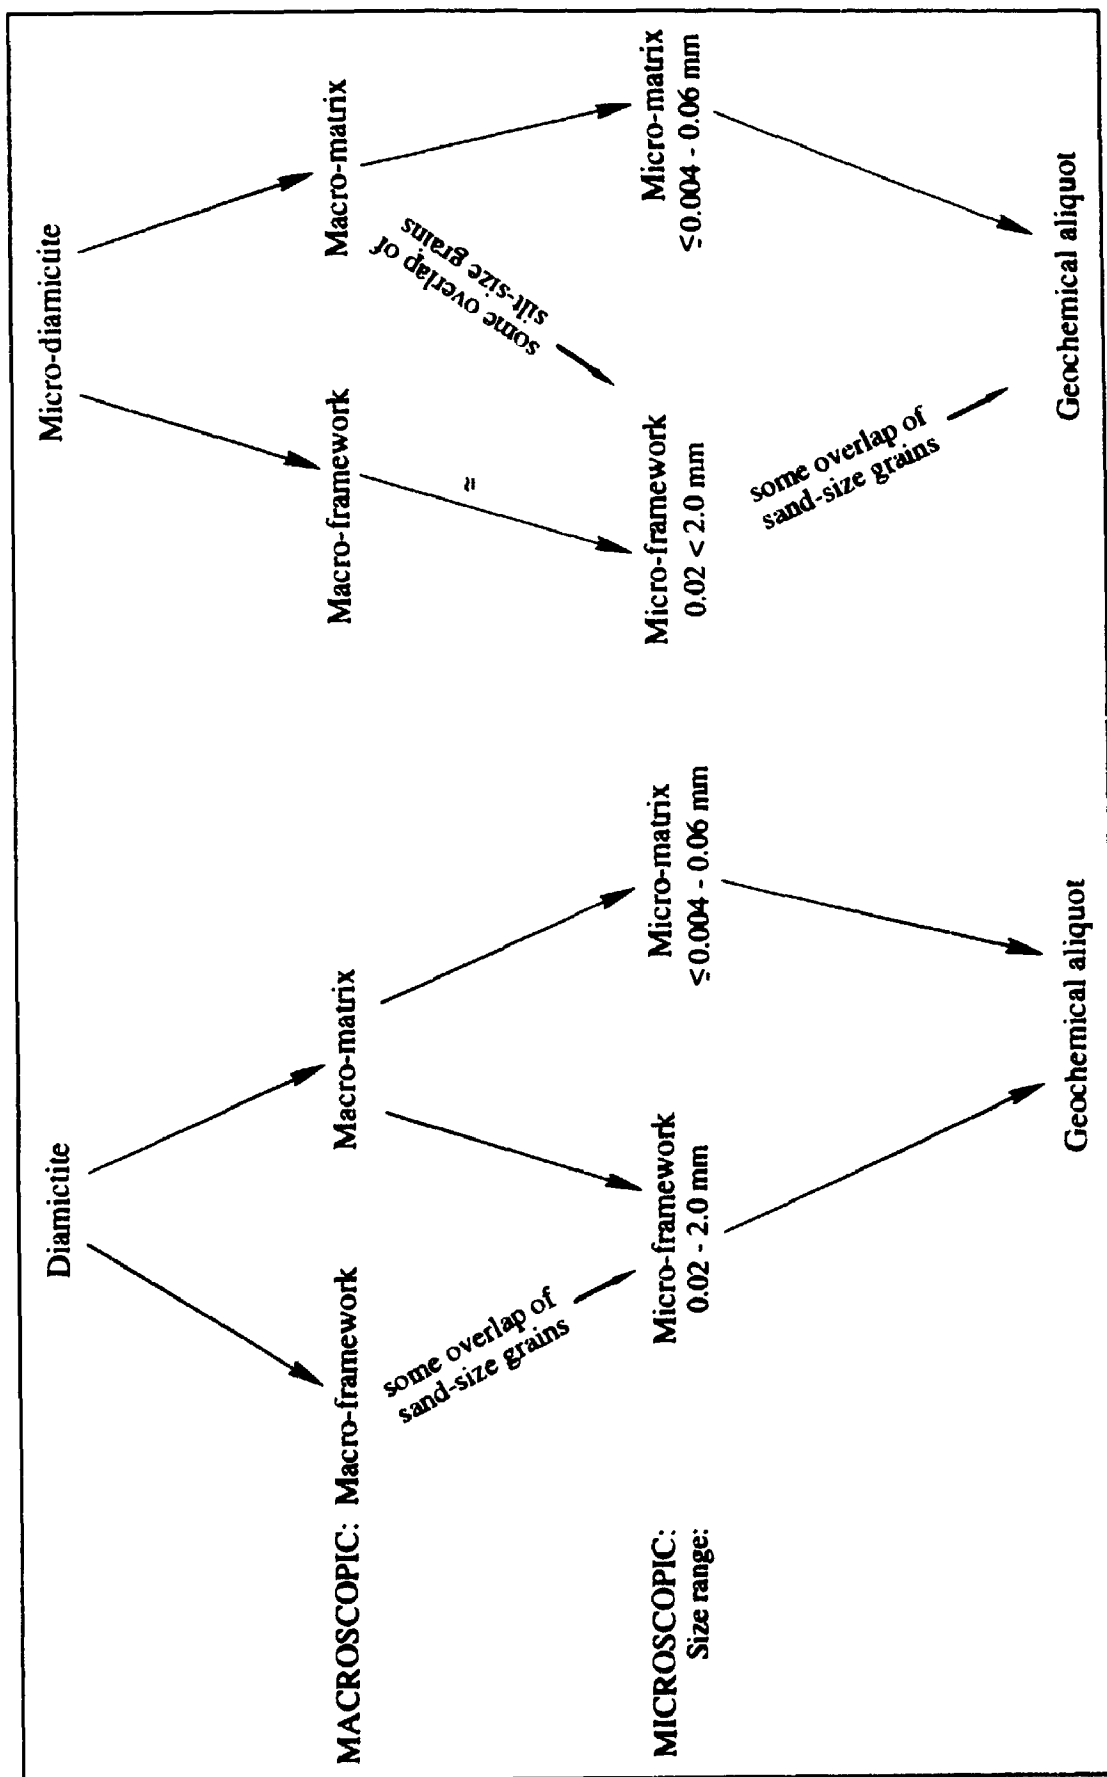 Diamictite
Micro-diamictite
MACROSCOPIC: Macro-framework
Macro-matrix
Macro-framework
Macro-matrix
some overlap of
sand-size grains
≈
some overlap of
silt-size grains
MICROSCOPIC:
Size range:
Micro-framework
0.02 - 2.0 mm
Micro-matrix
≤0.004 - 0.06 mm
Micro-framework
0.02 < 2.0 mm
Micro-matrix
≤0.004 - 0.06 mm
some overlap of
sand-size grains
Geochemical aliquot
Geochemical aliquot